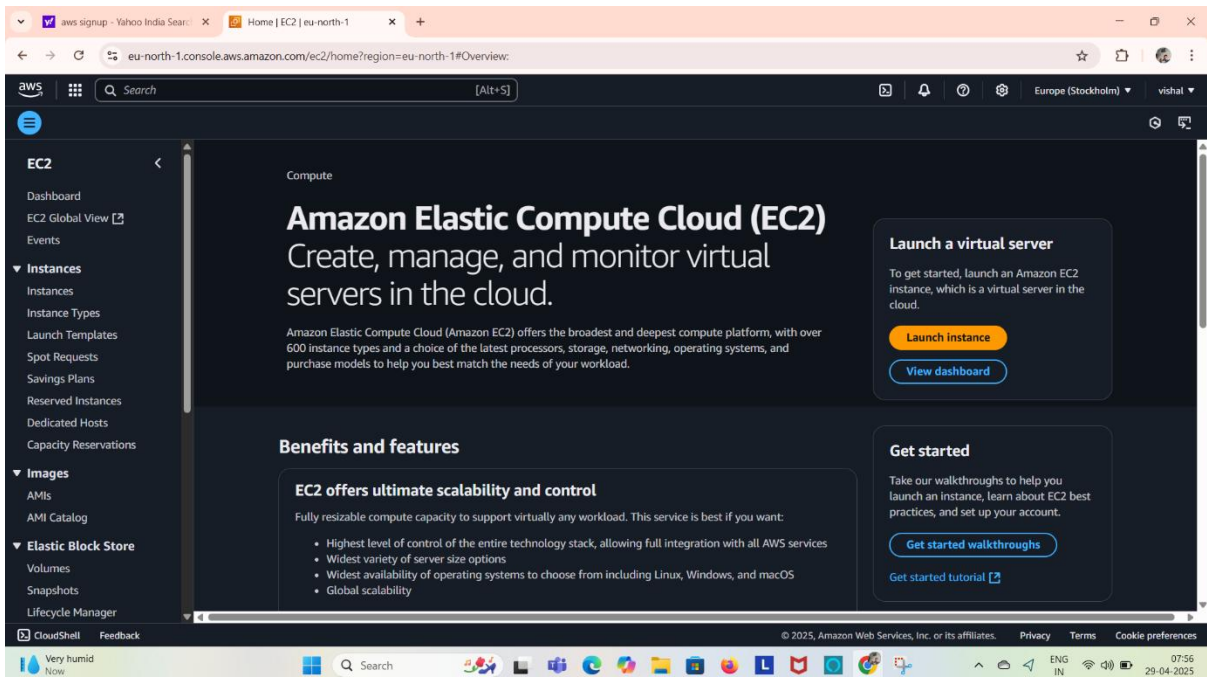 aws signup - Yahoo India Searc
Home | EC2 | eu-north-1
eu-north-1.console.aws.amazon.com/ec2/home?region=eu-north-1#Overview:
aws
Search
[Alt+S]
Europe (Stockholm)
vishal
EC2
Dashboard
EC2 Global View
Events
Instances
Instances
Instance Types
Launch Templates
Spot Requests
Savings Plans
Reserved Instances
Dedicated Hosts
Capacity Reservations
Images
AMIs
AMI Catalog
Elastic Block Store
Volumes
Snapshots
Lifecycle Manager
Compute
Amazon Elastic Compute Cloud (EC2)
Create, manage, and monitor virtual
servers in the cloud.
Amazon Elastic Compute Cloud (Amazon EC2) offers the broadest and deepest compute platform, with over
600 instance types and a choice of the latest processors, storage, networking, operating systems, and
purchase models to help you best match the needs of your workload.
Launch a virtual server
To get started, launch an Amazon EC2
instance, which is a virtual server in the
cloud.
Launch instance
View dashboard
Benefits and features
EC2 offers ultimate scalability and control
Fully resizable compute capacity to support virtually any workload. This service is best if you want:
• Highest level of control of the entire technology stack, allowing full integration with all AWS services
• Widest variety of server size options
• Widest availability of operating systems to choose from including Linux, Windows, and macOS
• Global scalability
Get started
Take our walkthroughs to help you
launch an instance, learn about EC2 best
practices, and set up your account.
Get started walkthroughs
Get started tutorial
CloudShell
Feedback
© 2025, Amazon Web Services, Inc. or its affiliates.
Privacy
Terms
Cookie preferences
Very humid
Now
Search
ENG
IN
07:56
29-04-2025